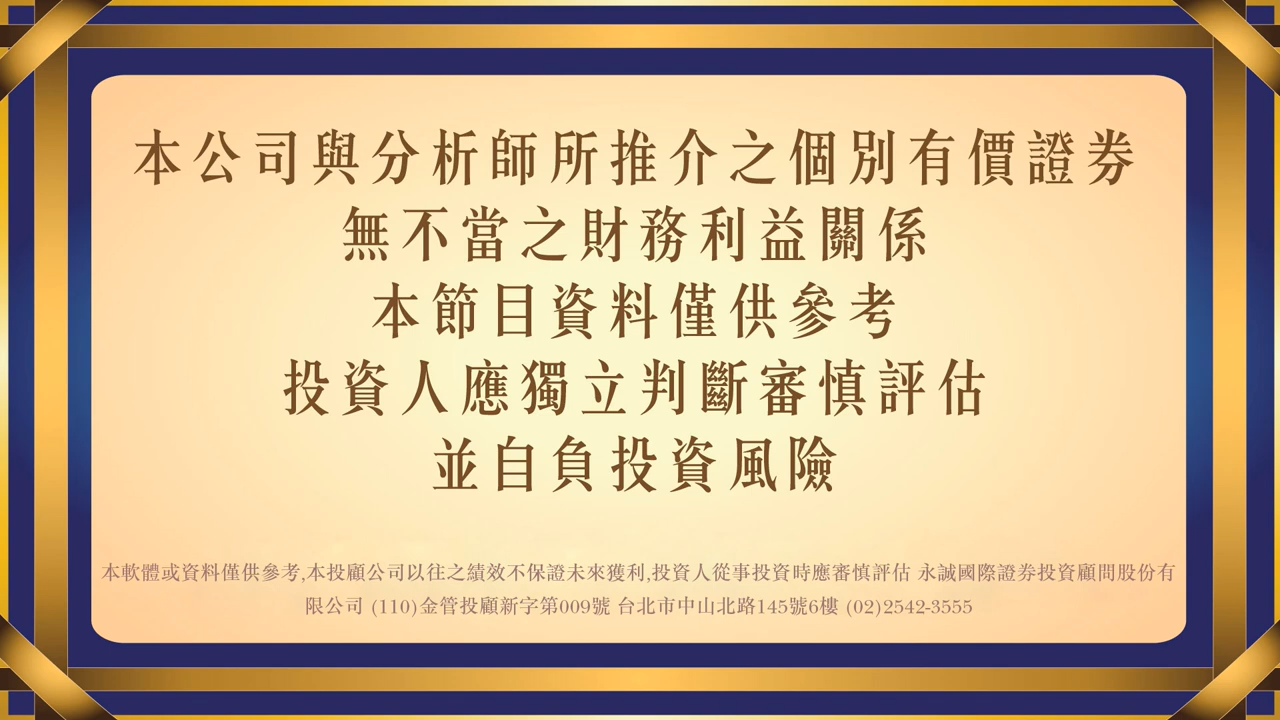 本公司與分析師所推介之個別有價證券
無不當之財務利益關係
本節目資料僅供參考
投資人應獨立判斷審慎評估
並自負投資風險
本軟體或資料僅供參考,本投顧公司以往之績效不保證未來獲利,投資人從事投資時應審慎評估 永誠國際證券投資顧問股份有
限公司 (110)金管投顧新字第009號 台北市中山北路145號6樓 (02)2542-3555